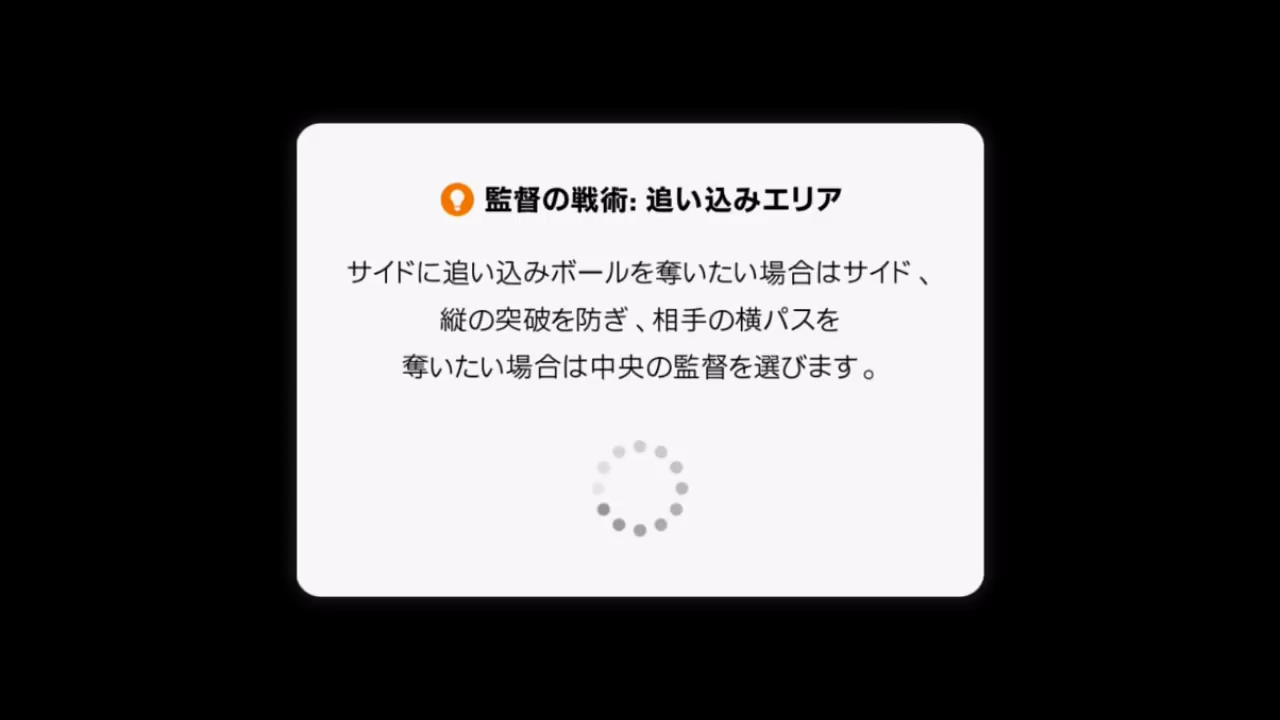 監督の戦術: 追い込みエリア
サイドに追い込みボールを奪いたい場合はサイド、
縦の突破を防ぎ、相手の横パスを
奪いたい場合は中央の監督を選びます。